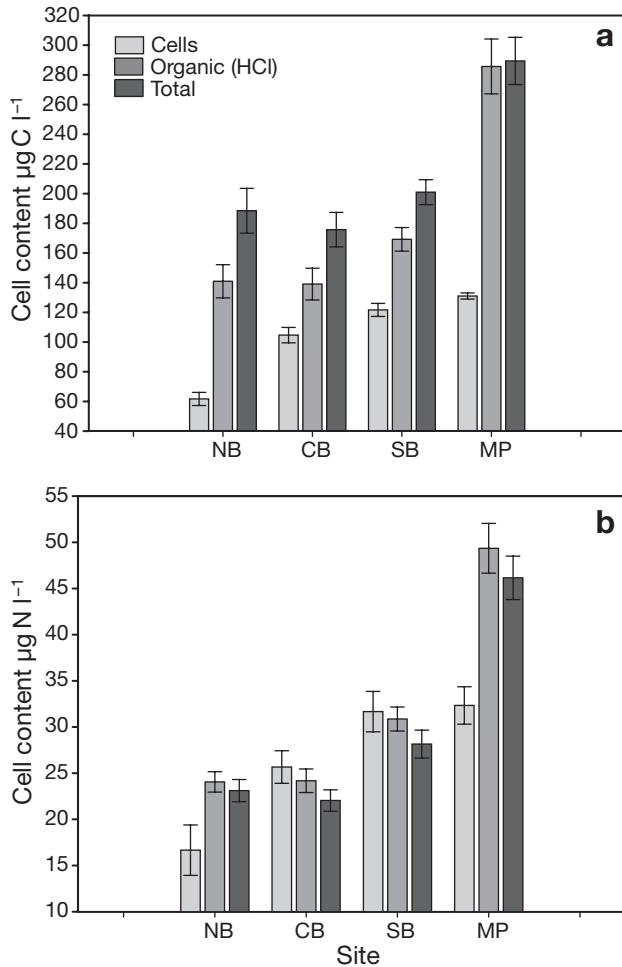 320
300
280
260
240
220
200
180
160
140
120
100
80
60
40
Cell content µg C l⁻¹
Cells
Organic (HCl)
Total
a
NB CB SB MP
55
50
45
40
35
30
25
20
15
10
Cell content µg N l⁻¹
b
NB CB SB MP
Site